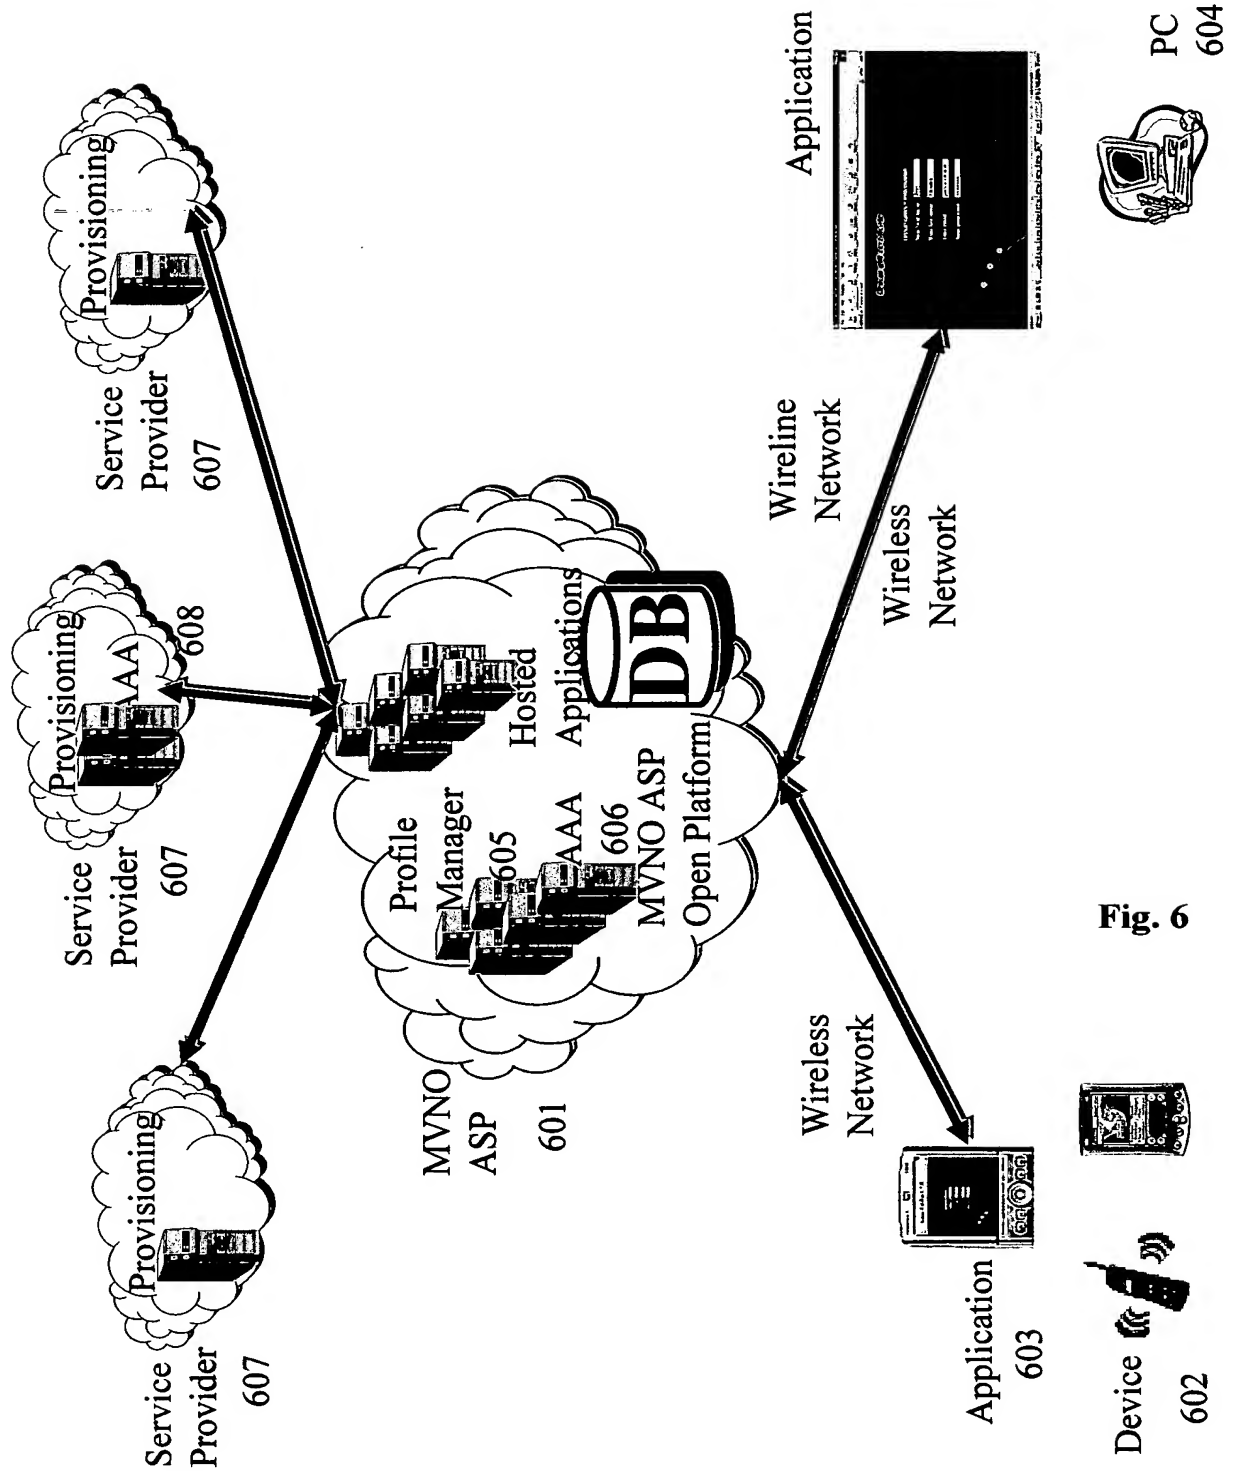 Service
Provider
607
Provisioning
Service
Provider
607
Provisioning
AAA
608
Service
Provider
607
Provisioning
MVNO
ASP
601
Profile
Manager
605
AAA
606
MVNO ASP
Open Platform
Hosted
Applications
DB
Wireless
Network
Wireline
Network
Wireless
Network
Application
603
Application
Device
602
PC
604
Fig. 6